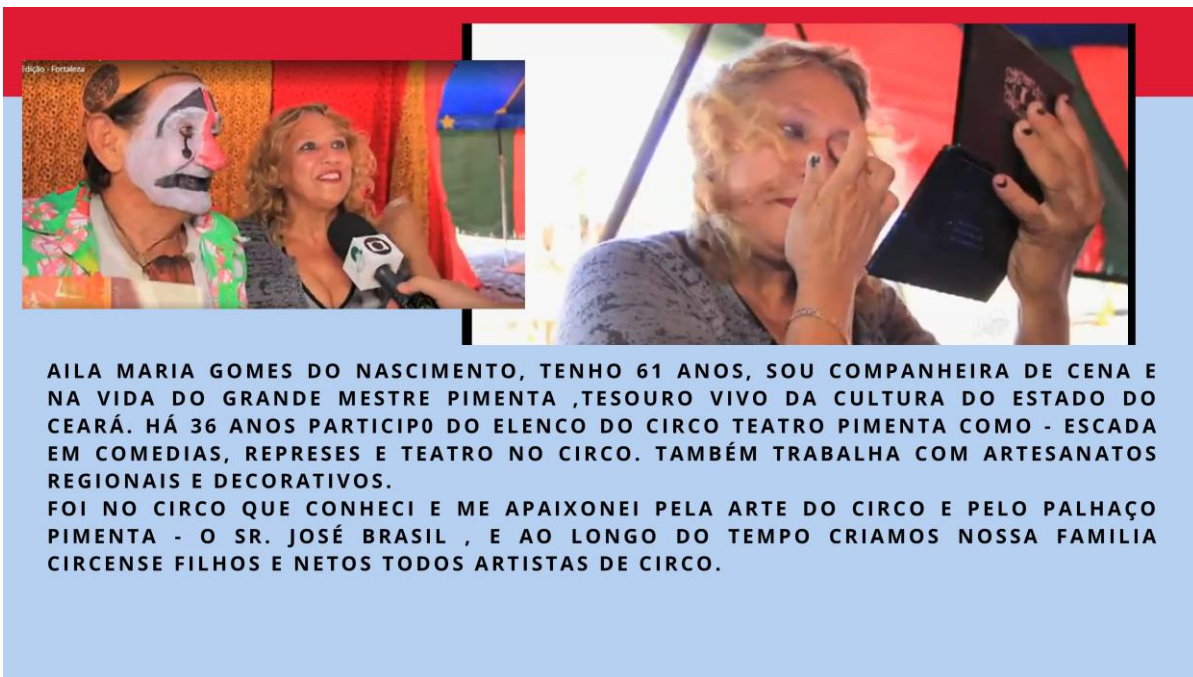 Edição - Fortaleza
AILA MARIA GOMES DO NASCIMENTO, TENHO 61 ANOS, SOU COMPANHEIRA DE CENA E
NA VIDA DO GRANDE MESTRE PIMENTA ,TESOURO VIVO DA CULTURA DO ESTADO DO
CEARÁ. HÁ 36 ANOS PARTICIP0 DO ELENCO DO CIRCO TEATRO PIMENTA COMO - ESCADA
EM COMEDIAS, REPRESES E TEATRO NO CIRCO. TAMBÉM TRABALHA COM ARTESANATOS
REGIONAIS E DECORATIVOS.
FOI NO CIRCO QUE CONHECI E ME APAIXONEI PELA ARTE DO CIRCO E PELO PALHAÇO
PIMENTA - O SR. JOSÉ BRASIL , E AO LONGO DO TEMPO CRIAMOS NOSSA FAMILIA
CIRCENSE FILHOS E NETOS TODOS ARTISTAS DE CIRCO.